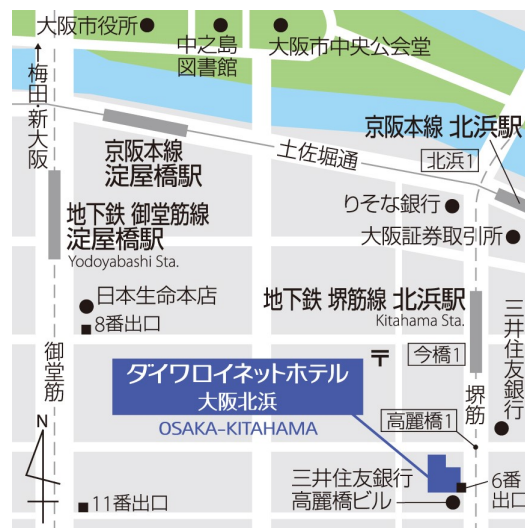 大阪市役所
中之島
図書館
大阪市中央公会堂
梅田・新大阪
京阪本線 北浜駅
北浜1
京阪本線
淀屋橋駅
土佐堀通
りそな銀行
大阪証券取引所
地下鉄 御堂筋線
淀屋橋駅
Yodoyabashi Sta.
日本生命本店
8番出口
地下鉄 堺筋線 北浜駅
Kitahama Sta.
三井住友銀行
御堂筋
〒
今橋1
堺筋
ダイワロイネットホテル
大阪北浜
OSAKA-KITAHAMA
高麗橋1
N
三井住友銀行
高麗橋ビル
6番
出口
11番出口